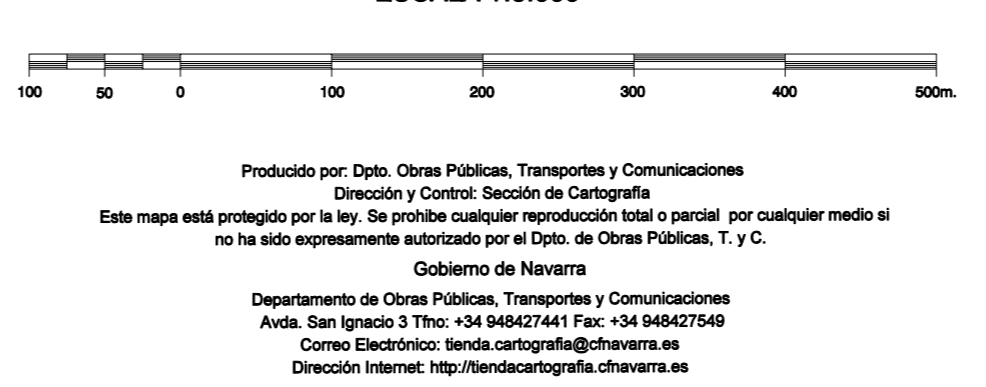 100 50 0 100 200 300 400 500m.
Producido por: Dpto. Obras Públicas, Transportes y Comunicaciones
Dirección y Control: Sección de Cartografía
Este mapa está protegido por la ley. Se prohibe cualquier reproducción total o parcial por cualquier medio si
no ha sido expresamente autorizado por el Dpto. de Obras Públicas, T. y C.
Gobierno de Navarra
Departamento de Obras Públicas, Transportes y Comunicaciones
Avda. San Ignacio 3 Tfno: +34 948427441 Fax: +34 948427549
Correo Electrónico: tienda.cartografia@cfnavarra.es
Dirección Internet: http://tiendacartografia.cfnavarra.es